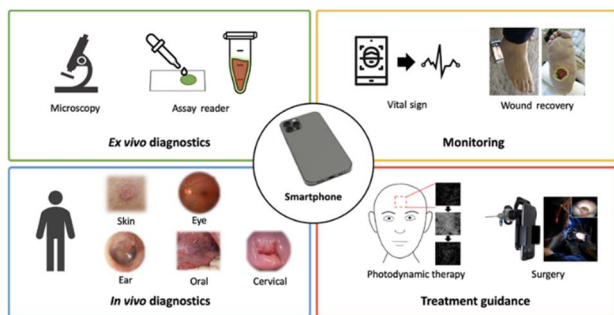 Microscopy
Assay reader
Ex vivo diagnostics
Vital sign
Wound recovery
Monitoring
Smartphone
Skin
Eye
Ear
Oral
Cervical
In vivo diagnostics
Photodynamic therapy
Surgery
Treatment guidance